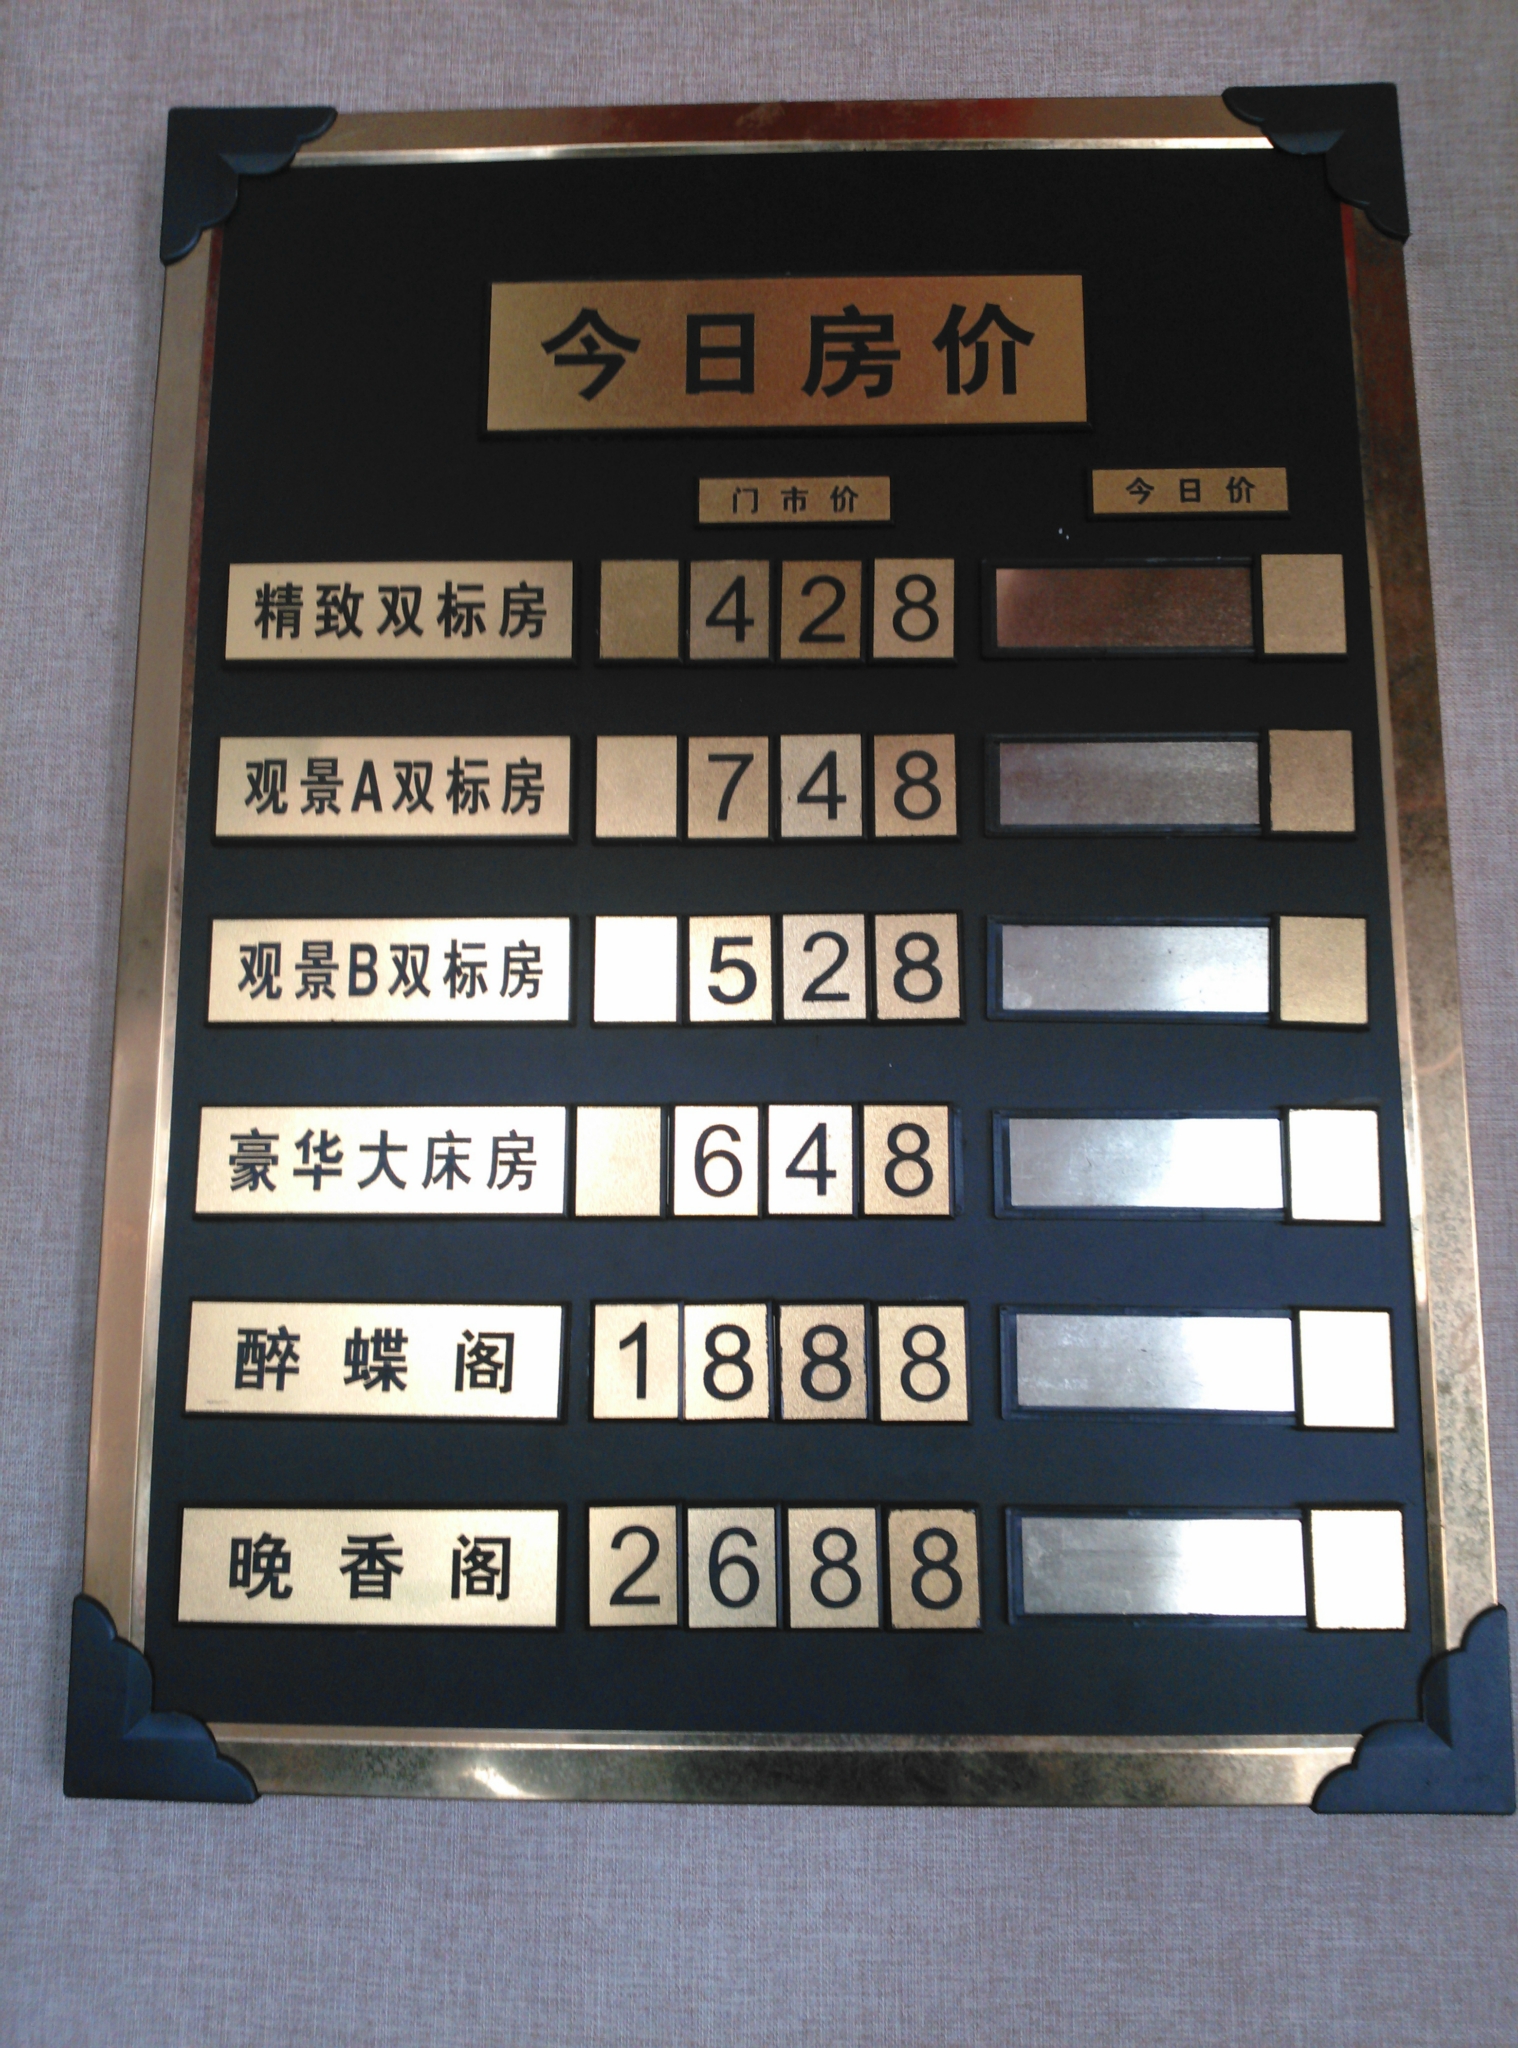 今日房价
门市价 今日价
精致双标房 428
观景A双标房 748
观景B双标房 528
豪华大床房 648
醉蝶阁 1888
晚香阁 2688